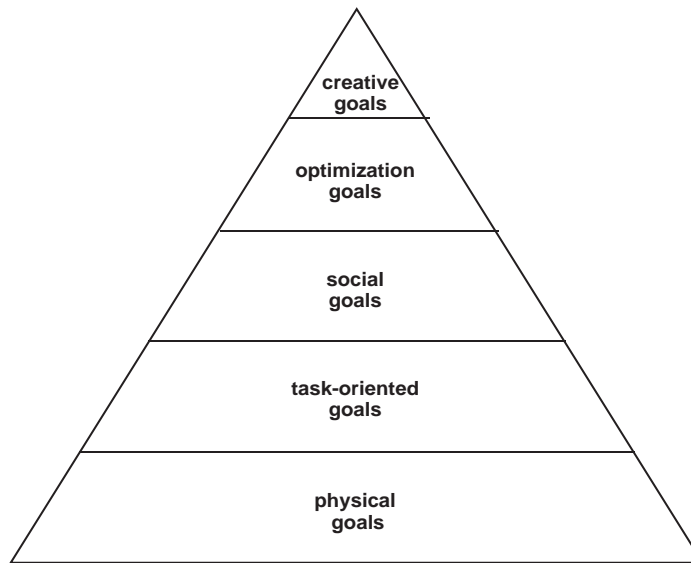 creative
goals
optimization
goals
social
goals
task-oriented
goals
physical
goals